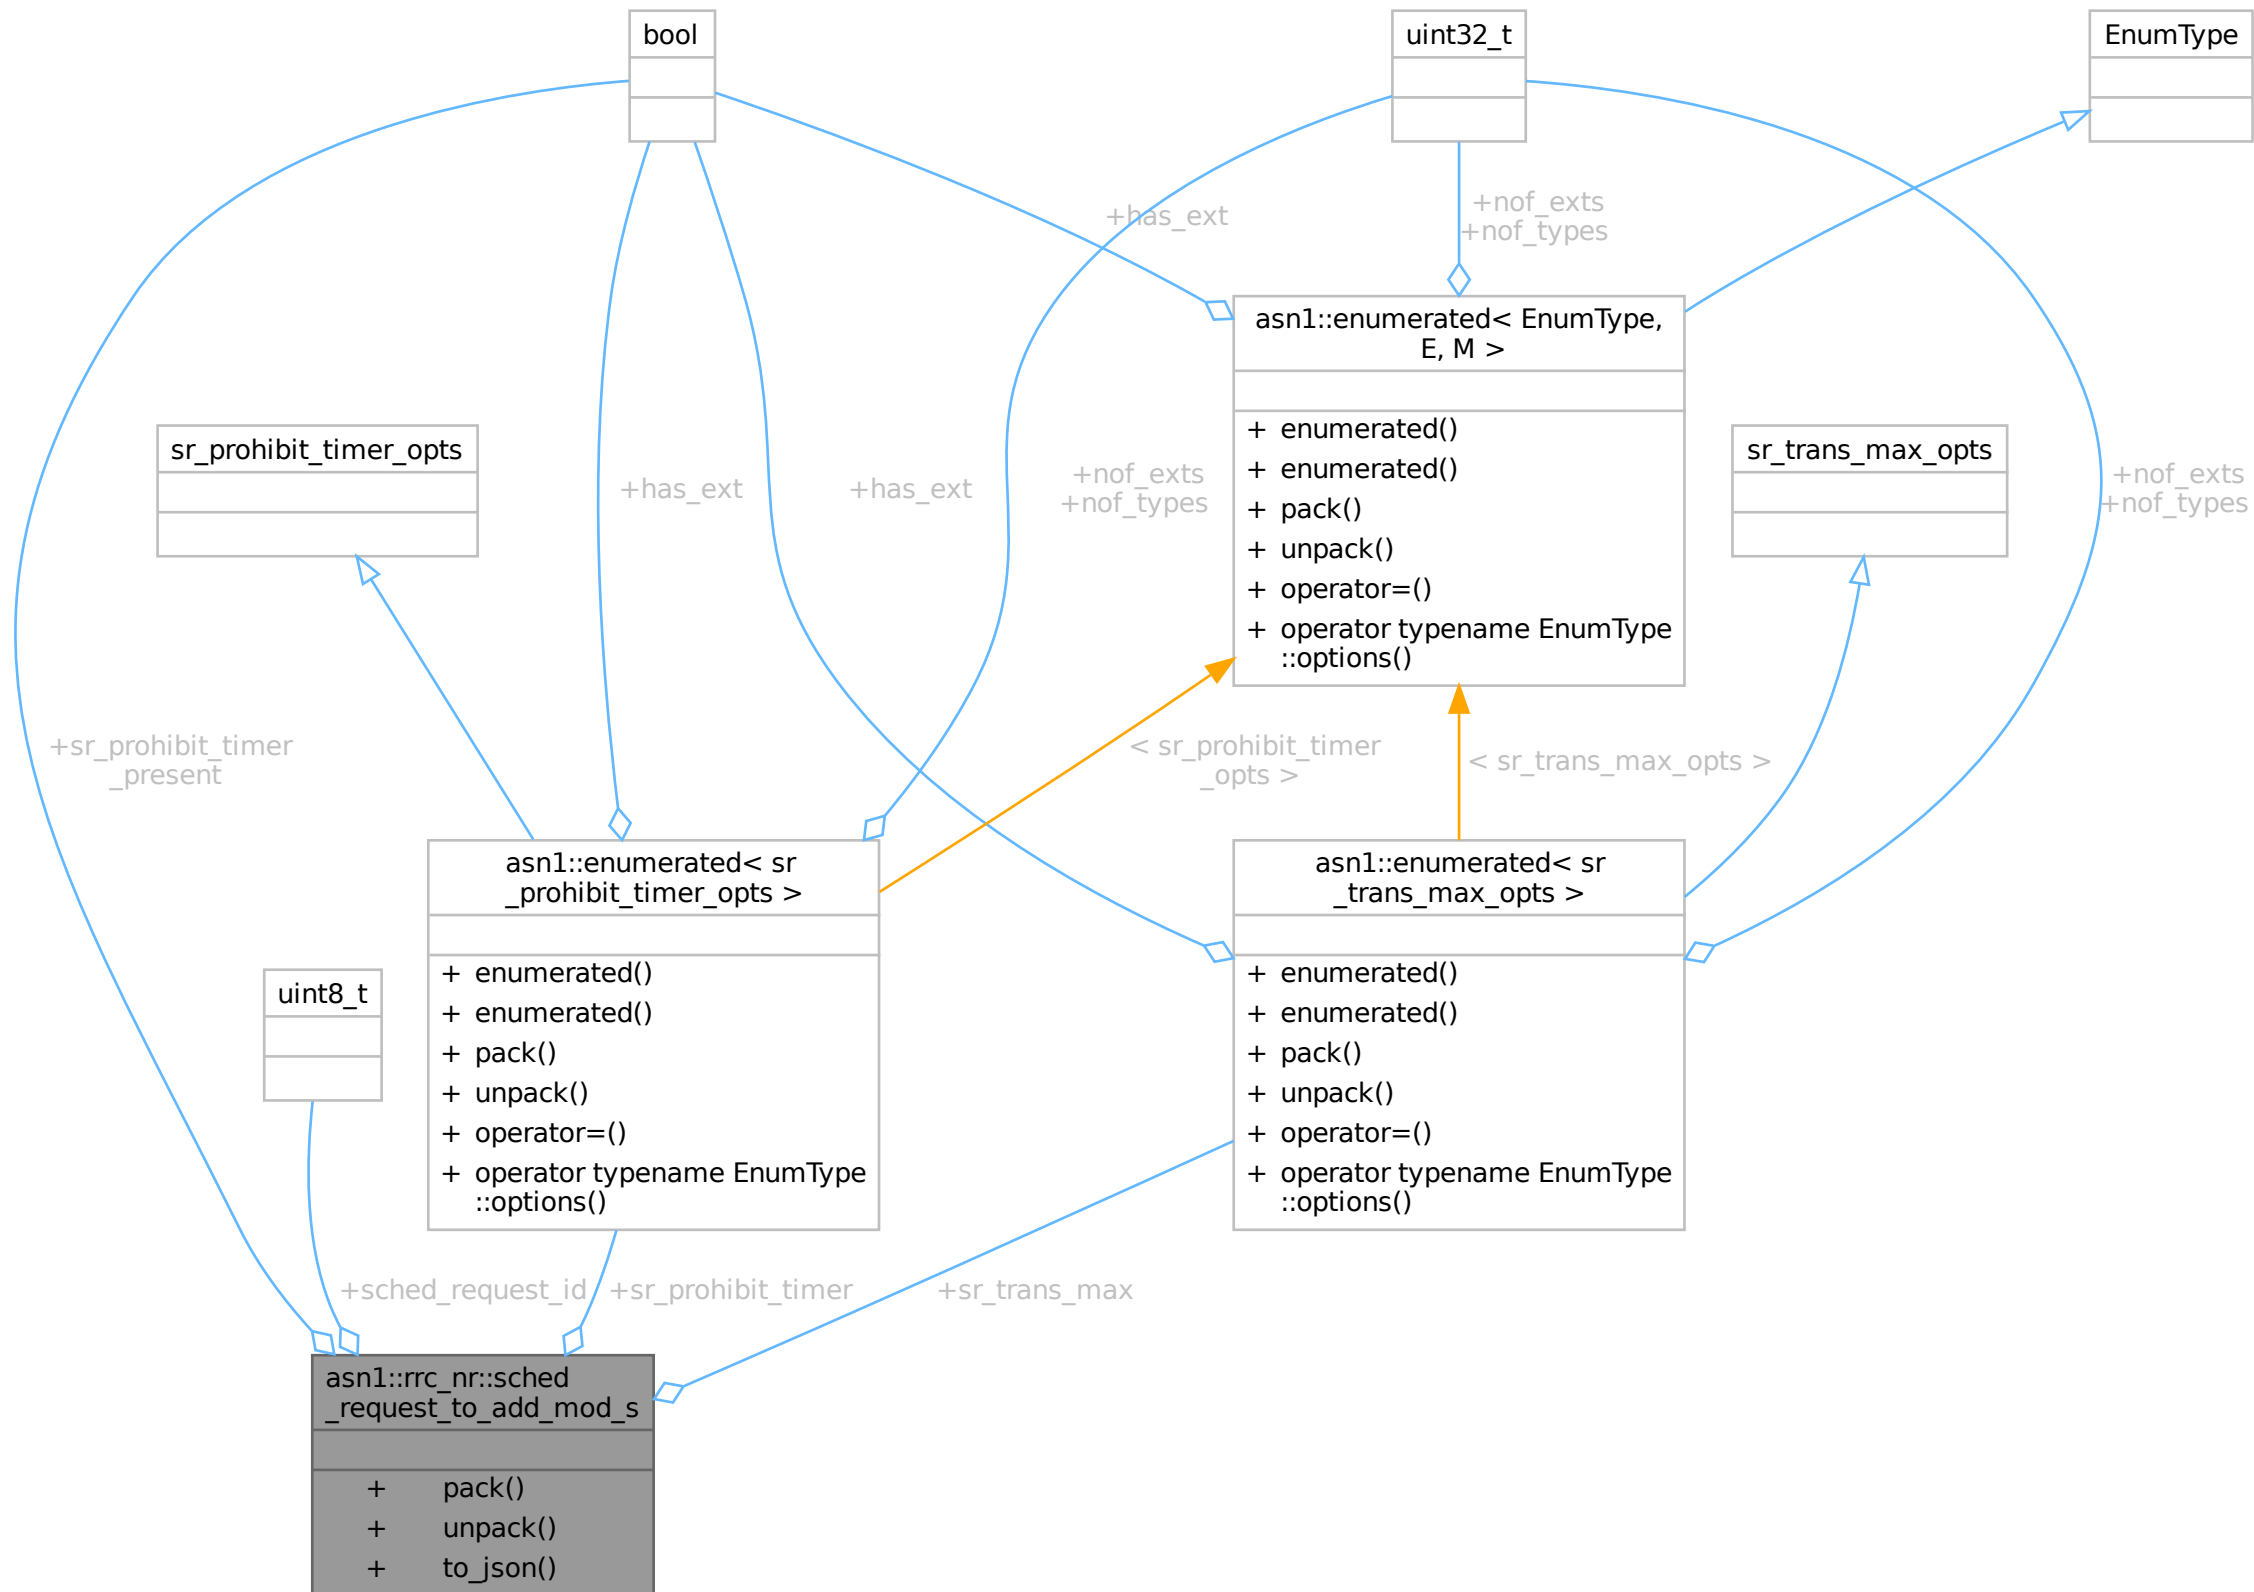 bool
uint32_t
EnumType
+has_ext
+nof_exts
+nof_types
asn1::enumerated< EnumType,
E, M >
+ enumerated()
+ enumerated()
+ pack()
+ unpack()
+ operator=()
+ operator typename EnumType
::options()
sr_prohibit_timer_opts
sr_trans_max_opts
+has_ext
+has_ext
+nof_exts
+nof_types
+nof_exts
+nof_types
+sr_prohibit_timer
_present
< sr_prohibit_timer
_opts >
< sr_trans_max_opts >
asn1::enumerated< sr
_prohibit_timer_opts >
+ enumerated()
+ enumerated()
+ pack()
+ unpack()
+ operator=()
+ operator typename EnumType
::options()
asn1::enumerated< sr
_trans_max_opts >
+ enumerated()
+ enumerated()
+ pack()
+ unpack()
+ operator=()
+ operator typename EnumType
::options()
uint8_t
+sched_request_id
+sr_prohibit_timer
+sr_trans_max
asn1::rrc_nr::sched
_request_to_add_mod_s
+ pack()
+ unpack()
+ to_json()